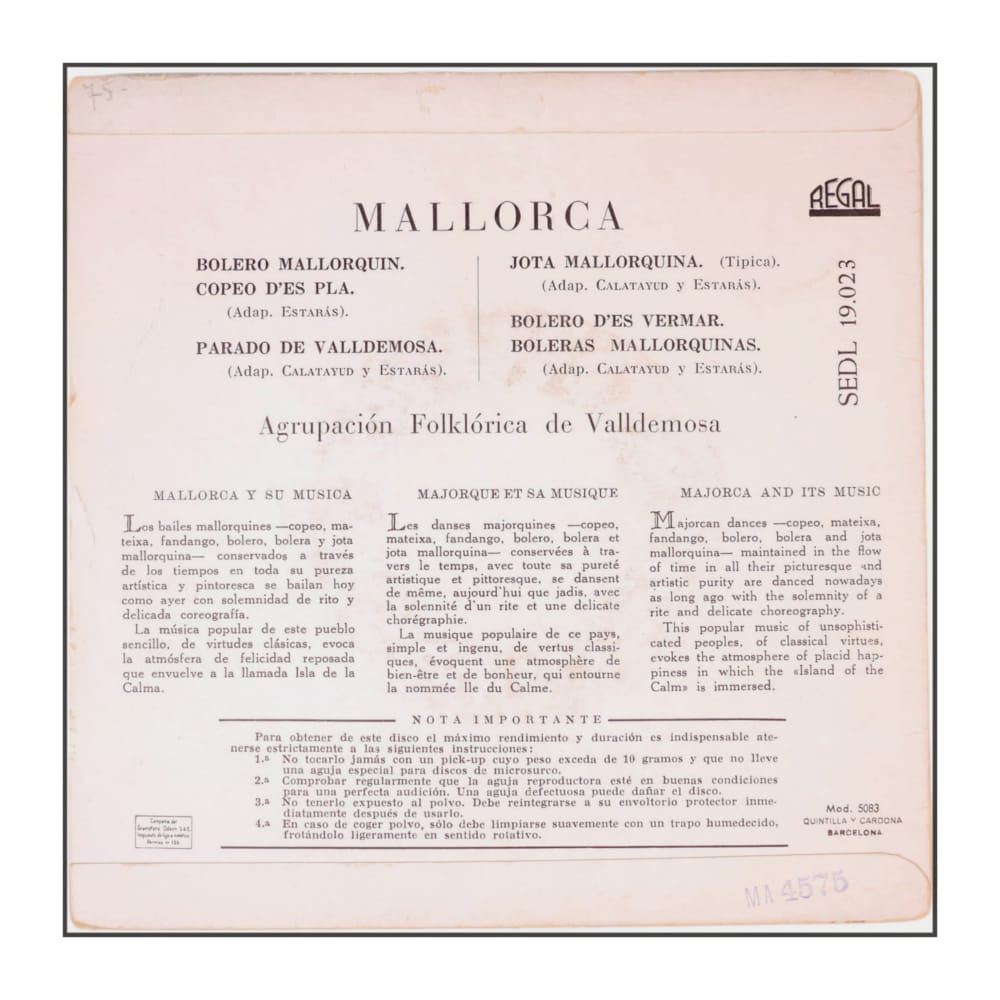 75-
REGAL
MALLORCA
SEDL 19.023
BOLERO MALLORQUIN.
COPEO D'ES PLA.
(Adap. ESTARÁS).
PARADO DE VALLDEMOSA.
(Adap. CALATAYUD y ESTARÁS).
JOTA MALLORQUINA. (Tipica).
(Adap. CALATAYUD y ESTARÁS).
BOLERO D'ES VERMAR.
BOLERAS MALLORQUINAS.
(Adap. CALATAYUD y ESTARÁS).
Agrupación Folklórica de Valldemosa
MALLORCA Y SU MUSICA
Los bailes mallorquines —copeo, ma-
teixa, fandango, bolero, bolera y jota
mallorquina— conservados a través
de los tiempos en toda su pureza
artística y pintoresca se bailan hoy
como ayer con solemnidad de rito y
delicada coreografía.
La música popular de este pueblo
sencillo, de virtudes clásicas, evoca
la atmósfera de felicidad reposada
que envuelve a la llamada Isla de la
Calma.
MAJORQUE ET SA MUSIQUE
Les danses majorquines —copeo,
mateixa, fandango, bolero, bolera et
jota mallorquina— conservées à tra-
vers le temps, avec toute sa pureté
artistique et pittoresque, se dansent
de même, aujourd'hui que jadis, avec
la solennité d'un rite et une delicate
chorégraphie.
La musique populaire de ce pays,
simple et ingenu, de vertus classi-
ques, évoquent une atmosphère de
bien-être et de bonheur, qui entourne
la nommée Ile du Calme.
MAJORCA AND ITS MUSIC
Majorcan dances —copeo, mateixa,
fandango, bolero, bolera and jota
mallorquina— maintained in the flow
of time in all their picturesque and
artistic purity are danced nowadays
as long ago with the solemnity of a
rite and delicate choreography.
This popular music of unsophisti-
cated peoples, of classical virtues,
evokes the atmosphere of placid hap-
piness in which the «Island of the
Calm» is immersed.
NOTA IMPORTANTE
Para obtener de este disco el máximo rendimiento y duración es indispensable ate-
nerse estrictamente a las siguientes instrucciones:
1.ª No tocarlo jamás con un pick-up cuyo peso exceda de 10 gramos y que no lleve
una aguja especial para discos de microsurco.
2.ª Comprobar regularmente que la aguja reproductora esté en buenas condiciones
para una perfecta audición. Una aguja defectuosa puede dañar el disco.
3.ª No tenerlo expuesto al polvo. Debe reintegrarse a su envoltorio protector inme-
diatamente después de usarlo.
4.ª En caso de coger polvo, sólo debe limpiarse suavemente con un trapo humedecido,
frotándolo ligeramente en sentido rotativo.
Compañía del
Gramófono Odeón, S.A.E.
Mod. 5083
QUINTILLA Y CARDONA
BARCELONA
MA 4575